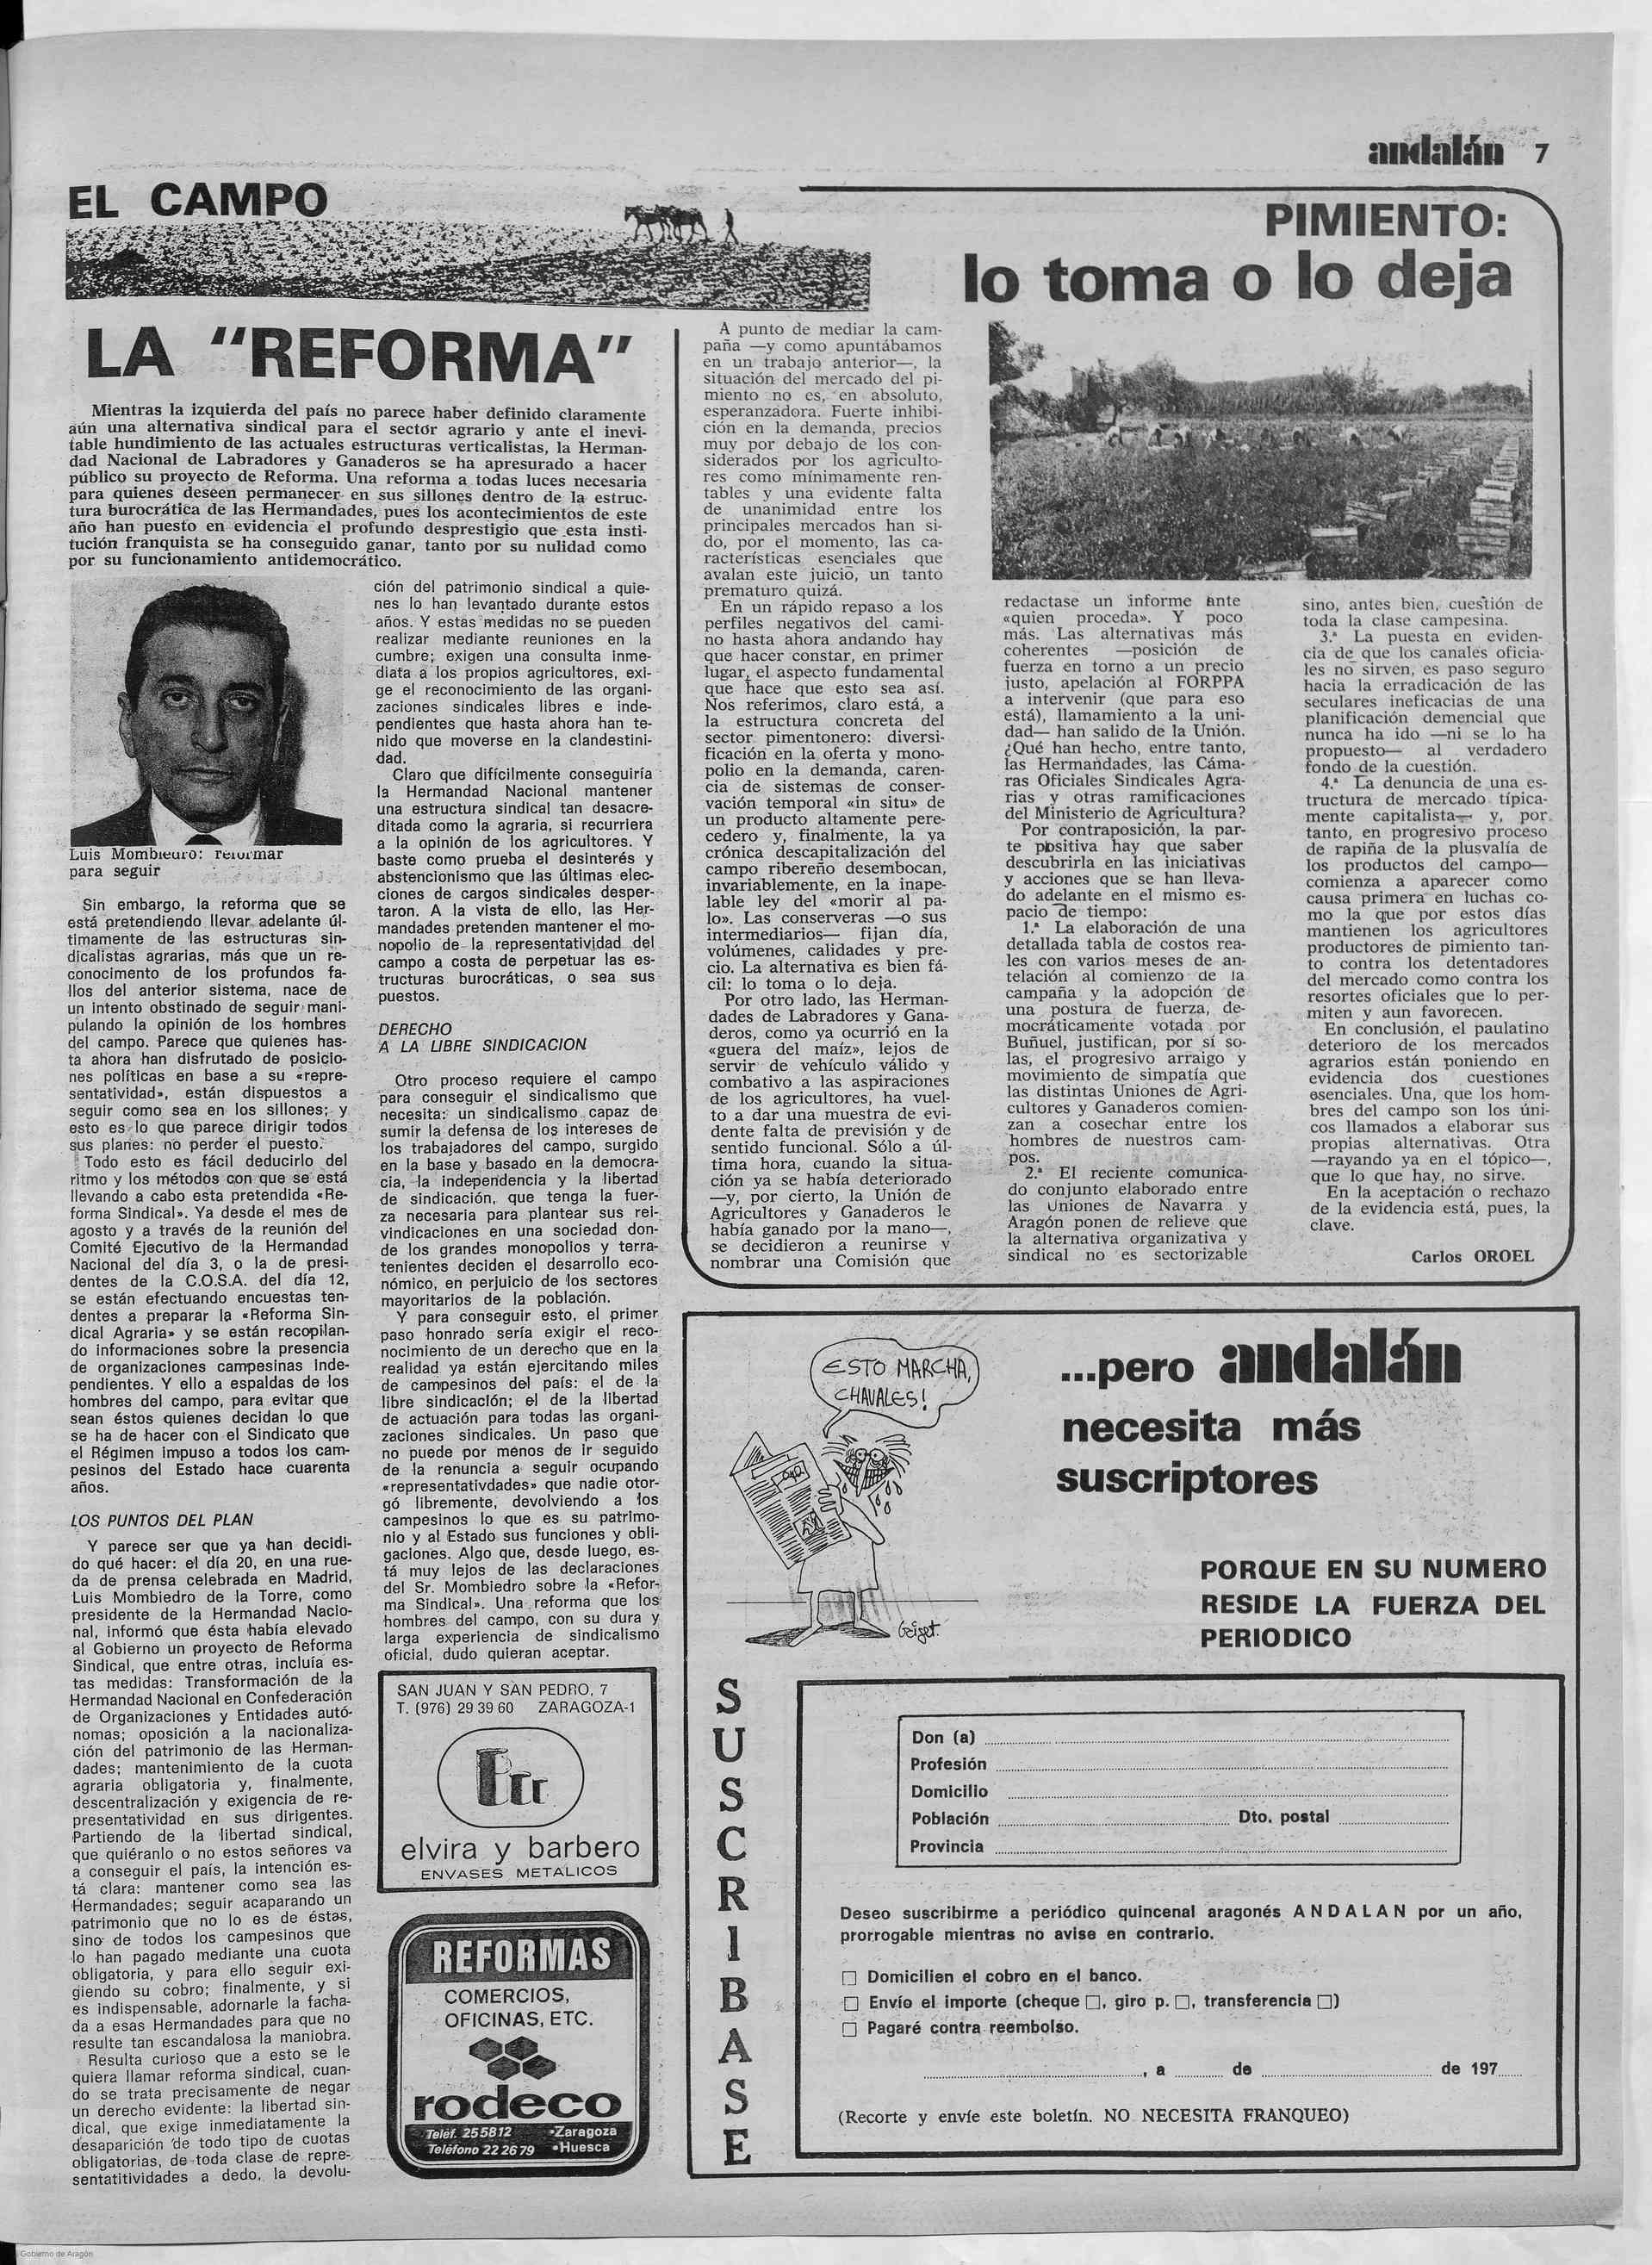 andalán 7
EL CAMPO
LA "REFORMA"
Mientras la izquierda del país no parece haber definido claramente
aún una alternativa sindical para el sector agrario y ante el inevi-
table hundimiento de las actuales estructuras verticalistas, la Herman-
dad Nacional de Labradores y Ganaderos se ha apresurado a hacer
público su proyecto de Reforma. Una reforma a todas luces necesaria
para quienes deseen permanecer en sus sillones dentro de la estruc-
tura burocrática de las Hermandades, pues los acontecimientos de este
año han puesto en evidencia el profundo desprestigio que esta insti-
tución franquista se ha conseguido ganar, tanto por su nulidad como
por su funcionamiento antidemocrático.
Luis Mombiedro: reformar
para seguir
Sin embargo, la reforma que se
está pretendiendo llevar adelante úl-
timamente de las estructuras sin-
dicalistas agrarias, más que un re-
conocimento de los profundos fa-
llos del anterior sistema, nace de
un intento obstinado de seguir mani-
pulando la opinión de los hombres
del campo. Parece que quienes has-
ta ahora han disfrutado de posicio-
nes políticas en base a su «repre-
sentatividad», están dispuestos a
seguir como sea en los sillones; y
esto es lo que parece dirigir todos
sus planes: no perder el puesto.
Todo esto es fácil deducirlo del
ritmo y los métodos con que se está
llevando a cabo esta pretendida «Re-
forma Sindical». Ya desde el mes de
agosto y a través de la reunión del
Comité Ejecutivo de la Hermandad
Nacional del día 3, o la de presi-
dentes de la C.O.S.A. del día 12,
se están efectuando encuestas ten-
dentes a preparar la «Reforma Sin-
dical Agraria» y se están recopilan-
do informaciones sobre la presencia
de organizaciones campesinas inde-
pendientes. Y ello a espaldas de los
hombres del campo, para evitar que
sean éstos quienes decidan lo que
se ha de hacer con el Sindicato que
el Régimen impuso a todos los cam-
pesinos del Estado hace cuarenta
años.
LOS PUNTOS DEL PLAN
Y parece ser que ya han decidi-
do qué hacer: el día 20, en una rue-
da de prensa celebrada en Madrid,
Luis Mombiedro de la Torre, como
presidente de la Hermandad Nacio-
nal, informó que ésta había elevado
al Gobierno un proyecto de Reforma
Sindical, que entre otras, incluía es-
tas medidas: Transformación de la
Hermandad Nacional en Confederación
de Organizaciones y Entidades autó-
nomas; oposición a la nacionaliza-
ción del patrimonio de las Herman-
dades; mantenimiento de la cuota
agraria obligatoria y, finalmente,
descentralización y exigencia de re-
presentatividad en sus dirigentes.
Partiendo de la libertad sindical,
que quiéranlo o no estos señores va
a conseguir el país, la intención es-
tá clara: mantener como sea las
Hermandades; seguir acaparando un
patrimonio que no lo es de éstas,
sino de todos los campesinos que
lo han pagado mediante una cuota
obligatoria, y para ello seguir exi-
giendo su cobro; finalmente, y si
es indispensable, adornarle la facha-
da a esas Hermandades para que no
resulte tan escandalosa la maniobra.
Resulta curioso que a esto se le
quiera llamar reforma sindical, cuan-
do se trata precisamente de negar
un derecho evidente: la libertad sin-
dical, que exige inmediatamente la
desaparición de todo tipo de cuotas
obligatorias, de toda clase de repre-
sentatitividades a dedo, la devolu-
ción del patrimonio sindical a quie-
nes lo han levantado durante estos
años. Y estas medidas no se pueden
realizar mediante reuniones en la
cumbre; exigen una consulta inme-
diata a los propios agricultores, exi-
ge el reconocimiento de las organi-
zaciones sindicales libres e inde-
pendientes que hasta ahora han te-
nido que moverse en la clandestini-
dad.
Claro que difícilmente conseguiría
la Hermandad Nacional mantener
una estructura sindical tan desacre-
ditada como la agraria, si recurriera
a la opinión de los agricultores. Y
baste como prueba el desinterés y
abstencionismo que las últimas elec-
ciones de cargos sindicales desper-
taron. A la vista de ello, las Her-
mandades pretenden mantener el mo-
nopolio de la representatividad del
campo a costa de perpetuar las es-
tructuras burocráticas, o sea sus
puestos.
DERECHO
A LA LIBRE SINDICACION
Otro proceso requiere el campo
para conseguir el sindicalismo que
necesita: un sindicalismo capaz de
sumir la defensa de los intereses de
los trabajadores del campo, surgido
en la base y basado en la democra-
cia, la independencia y la libertad
de sindicación, que tenga la fuer-
za necesaria para plantear sus rei-
vindicaciones en una sociedad don-
de los grandes monopolios y terra-
tenientes deciden el desarrollo eco-
nómico, en perjuicio de los sectores
mayoritarios de la población.
Y para conseguir esto, el primer
paso honrado sería exigir el reco-
nocimiento de un derecho que en la
realidad ya están ejercitando miles
de campesinos del país: el de la
libre sindicación; el de la libertad
de actuación para todas las organi-
zaciones sindicales. Un paso que
no puede por menos de ir seguido
de la renuncia a seguir ocupando
«representativdades» que nadie otor-
gó libremente, devolviendo a los
campesinos lo que es su patrimo-
nio y al Estado sus funciones y obli-
gaciones. Algo que, desde luego, es-
tá muy lejos de las declaraciones
del Sr. Mombiedro sobre la «Refor-
ma Sindical». Una reforma que los
hombres del campo, con su dura y
larga experiencia de sindicalismo
oficial, dudo quieran aceptar.
SAN JUAN Y SAN PEDRO, 7
T. (976) 29 39 60 ZARAGOZA-1
elvira y barbero
ENVASES METALICOS
REFORMAS
COMERCIOS,
OFICINAS, ETC.
rodeco
Teléf. 25 58 12 •Zaragoza
Teléfono 22 26 79 •Huesca
PIMIENTO:
lo toma o lo deja
A punto de mediar la cam-
paña —y como apuntábamos
en un trabajo anterior—, la
situación del mercado del pi-
miento no es, en absoluto,
esperanzadora. Fuerte inhibi-
ción en la demanda, precios
muy por debajo de los con-
siderados por los agriculto-
res como mínimamente ren-
tables y una evidente falta
de unanimidad entre los
principales mercados han si-
do, por el momento, las ca-
racterísticas esenciales que
avalan este juicio, un tanto
prematuro quizá.
En un rápido repaso a los
perfiles negativos del cami-
no hasta ahora andando hay
que hacer constar, en primer
lugar, el aspecto fundamental
que hace que esto sea así.
Nos referimos, claro está, a
la estructura concreta del
sector pimentonero: diversi-
ficación en la oferta y mono-
polio en la demanda, caren-
cia de sistemas de conser-
vación temporal «in situ» de
un producto altamente pere-
cedero y, finalmente, la ya
crónica descapitalización del
campo ribereño desembocan,
invariablemente, en la inape-
lable ley del «morir al pa-
lo». Las conserveras —o sus
intermediarios— fijan día,
volúmenes, calidades y pre-
cio. La alternativa es bien fá-
cil: lo toma o lo deja.
Por otro lado, las Herman-
dades de Labradores y Gana-
deros, como ya ocurrió en la
«guera del maíz», lejos de
servir de vehículo válido y
combativo a las aspiraciones
de los agricultores, ha vuel-
to a dar una muestra de evi-
dente falta de previsión y de
sentido funcional. Sólo a úl-
tima hora, cuando la situa-
ción ya se había deteriorado
—y, por cierto, la Unión de
Agricultores y Ganaderos le
había ganado por la mano—,
se decidieron a reunirse y
nombrar una Comisión que
redactase un informe ante
«quien proceda». Y poco
más. Las alternativas más
coherentes —posición de
fuerza en torno a un precio
justo, apelación al FORPPA
a intervenir (que para eso
está), llamamiento a la uni-
dad— han salido de la Unión.
¿Qué han hecho, entre tanto,
las Hermandades, las Cáma-
ras Oficiales Sindicales Agra-
rias y otras ramificaciones
del Ministerio de Agricultura?
Por contraposición, la par-
te positiva hay que saber
descubrirla en las iniciativas
y acciones que se han lleva-
do adelante en el mismo es-
pacio de tiempo:
1.ª La elaboración de una
detallada tabla de costos rea-
les con varios meses de an-
telación al comienzo de la
campaña y la adopción de
una postura de fuerza, de-
mocráticamente votada por
Buñuel, justifican, por sí so-
las, el progresivo arraigo y
movimiento de simpatía que
las distintas Uniones de Agri-
cultores y Ganaderos comien-
zan a cosechar entre los
hombres de nuestros cam-
pos.
2.ª El reciente comunica-
do conjunto elaborado entre
las Uniones de Navarra y
Aragón ponen de relieve que
la alternativa organizativa y
sindical no es sectorizable
sino, antes bien, cuestión de
toda la clase campesina.
3.ª La puesta en eviden-
cia de que los canales oficia-
les no sirven, es paso seguro
hacia la erradicación de las
seculares ineficacias de una
planificación demencial que
nunca ha ido —ni se lo ha
propuesto— al verdadero
fondo de la cuestión.
4.ª La denuncia de una es-
tructura de mercado típica-
mente capitalista— y, por
tanto, en progresivo proceso
de rapiña de la plusvalía de
los productos del campo—
comienza a aparecer como
causa primera en luchas co-
mo la que por estos días
mantienen los agricultores
productores de pimiento tan-
to contra los detentadores
del mercado como contra los
resortes oficiales que lo per-
miten y aun favorecen.
En conclusión, el paulatino
deterioro de los mercados
agrarios están poniendo en
evidencia dos cuestiones
esenciales. Una, que los hom-
bres del campo son los úni-
cos llamados a elaborar sus
propias alternativas. Otra
—rayando ya en el tópico—,
que lo que hay, no sirve.
En la aceptación o rechazo
de la evidencia está, pues, la
clave.
Carlos OROEL
ESTO MARCHA,
CHAVALES!
...pero andalán
necesita más
suscriptores
PORQUE EN SU NUMERO
RESIDE LA FUERZA DEL
PERIODICO
SUSCRIBASE
Don (a)
Profesión
Domicilio
Población Dto. postal
Provincia
Deseo suscribirme a periódico quincenal aragonés ANDALAN por un año,
prorrogable mientras no avise en contrario.
Domicilien el cobro en el banco.
Envío el importe (cheque □, giro p. □, transferencia □)
Pagaré contra reembolso.
, a de de 197
(Recorte y envíe este boletín. NO NECESITA FRANQUEO)
Gobierno de Aragón